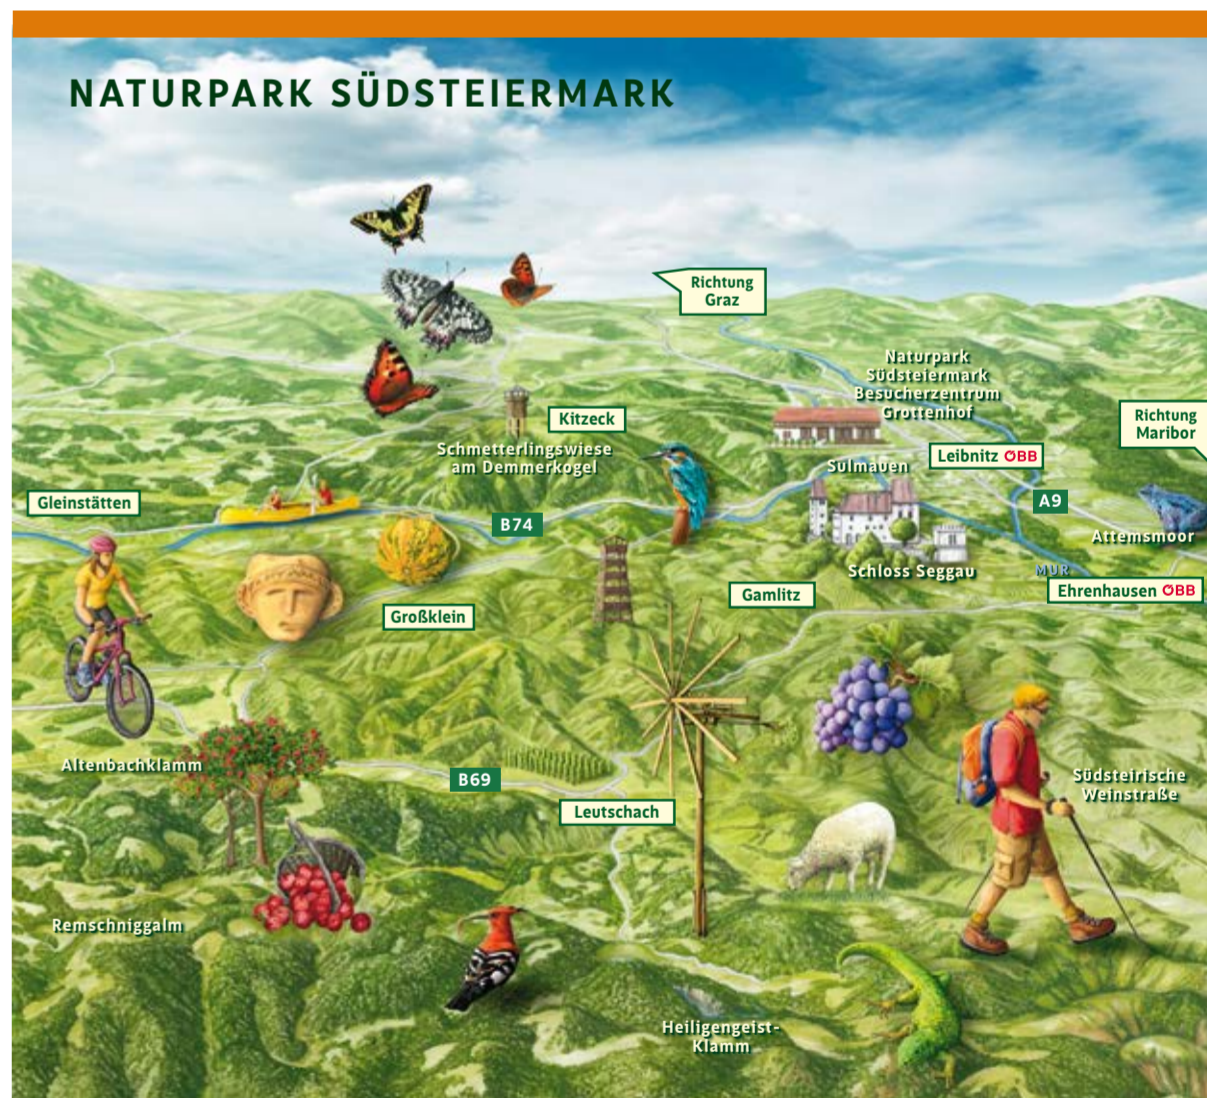 NATURPARK SÜDSTEIERMARK
Richtung
Graz
Naturpark
Südsteiermark
Besucherzentrum
Grottenhof
Kitzeck
Richtung
Maribor
Schmetterlingswiese
am Demmerkogel
Sulmauen
Leibnitz ÖBB
Gleinstätten
A9
B74
Attemsmoor
Schloss Seggau
MUR
Ehrenhausen ÖBB
Gamlitz
Großklein
Altenbachklamm
B69
Südsteirische
Weinstraße
Leutschach
Remschniggalm
Heiligengeist-
Klamm